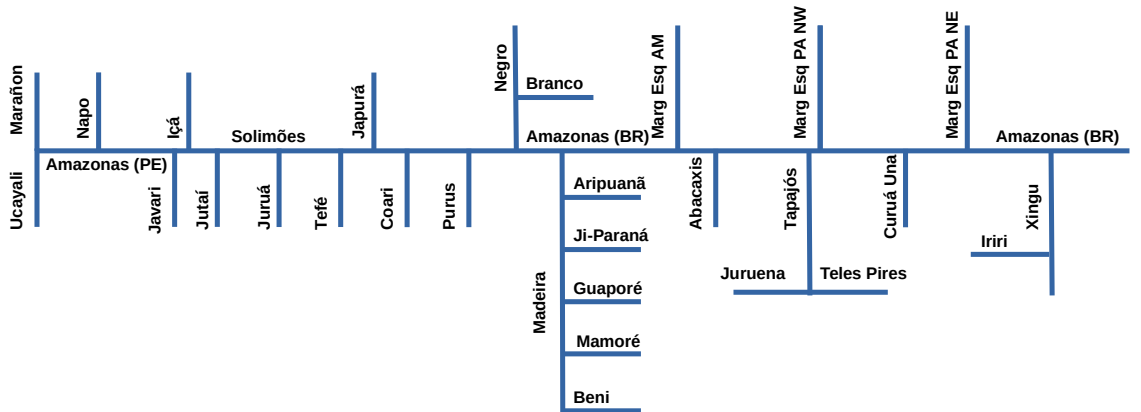 Marañon
Napo
Içá
Solimões
Japurá
Negro
Branco
Amazonas (BR)
Marg Esq AM
Marg Esq PA NW
Marg Esq PA NE
Amazonas (BR)
Amazonas (PE)
Ucayali
Javari
Jutaí
Juruá
Tefé
Coari
Purus
Madeira
Aripuanã
Ji-Paraná
Guaporé
Mamoré
Beni
Abacaxis
Tapajós
Juruena
Teles Pires
Curuá Una
Xingu
Iriri